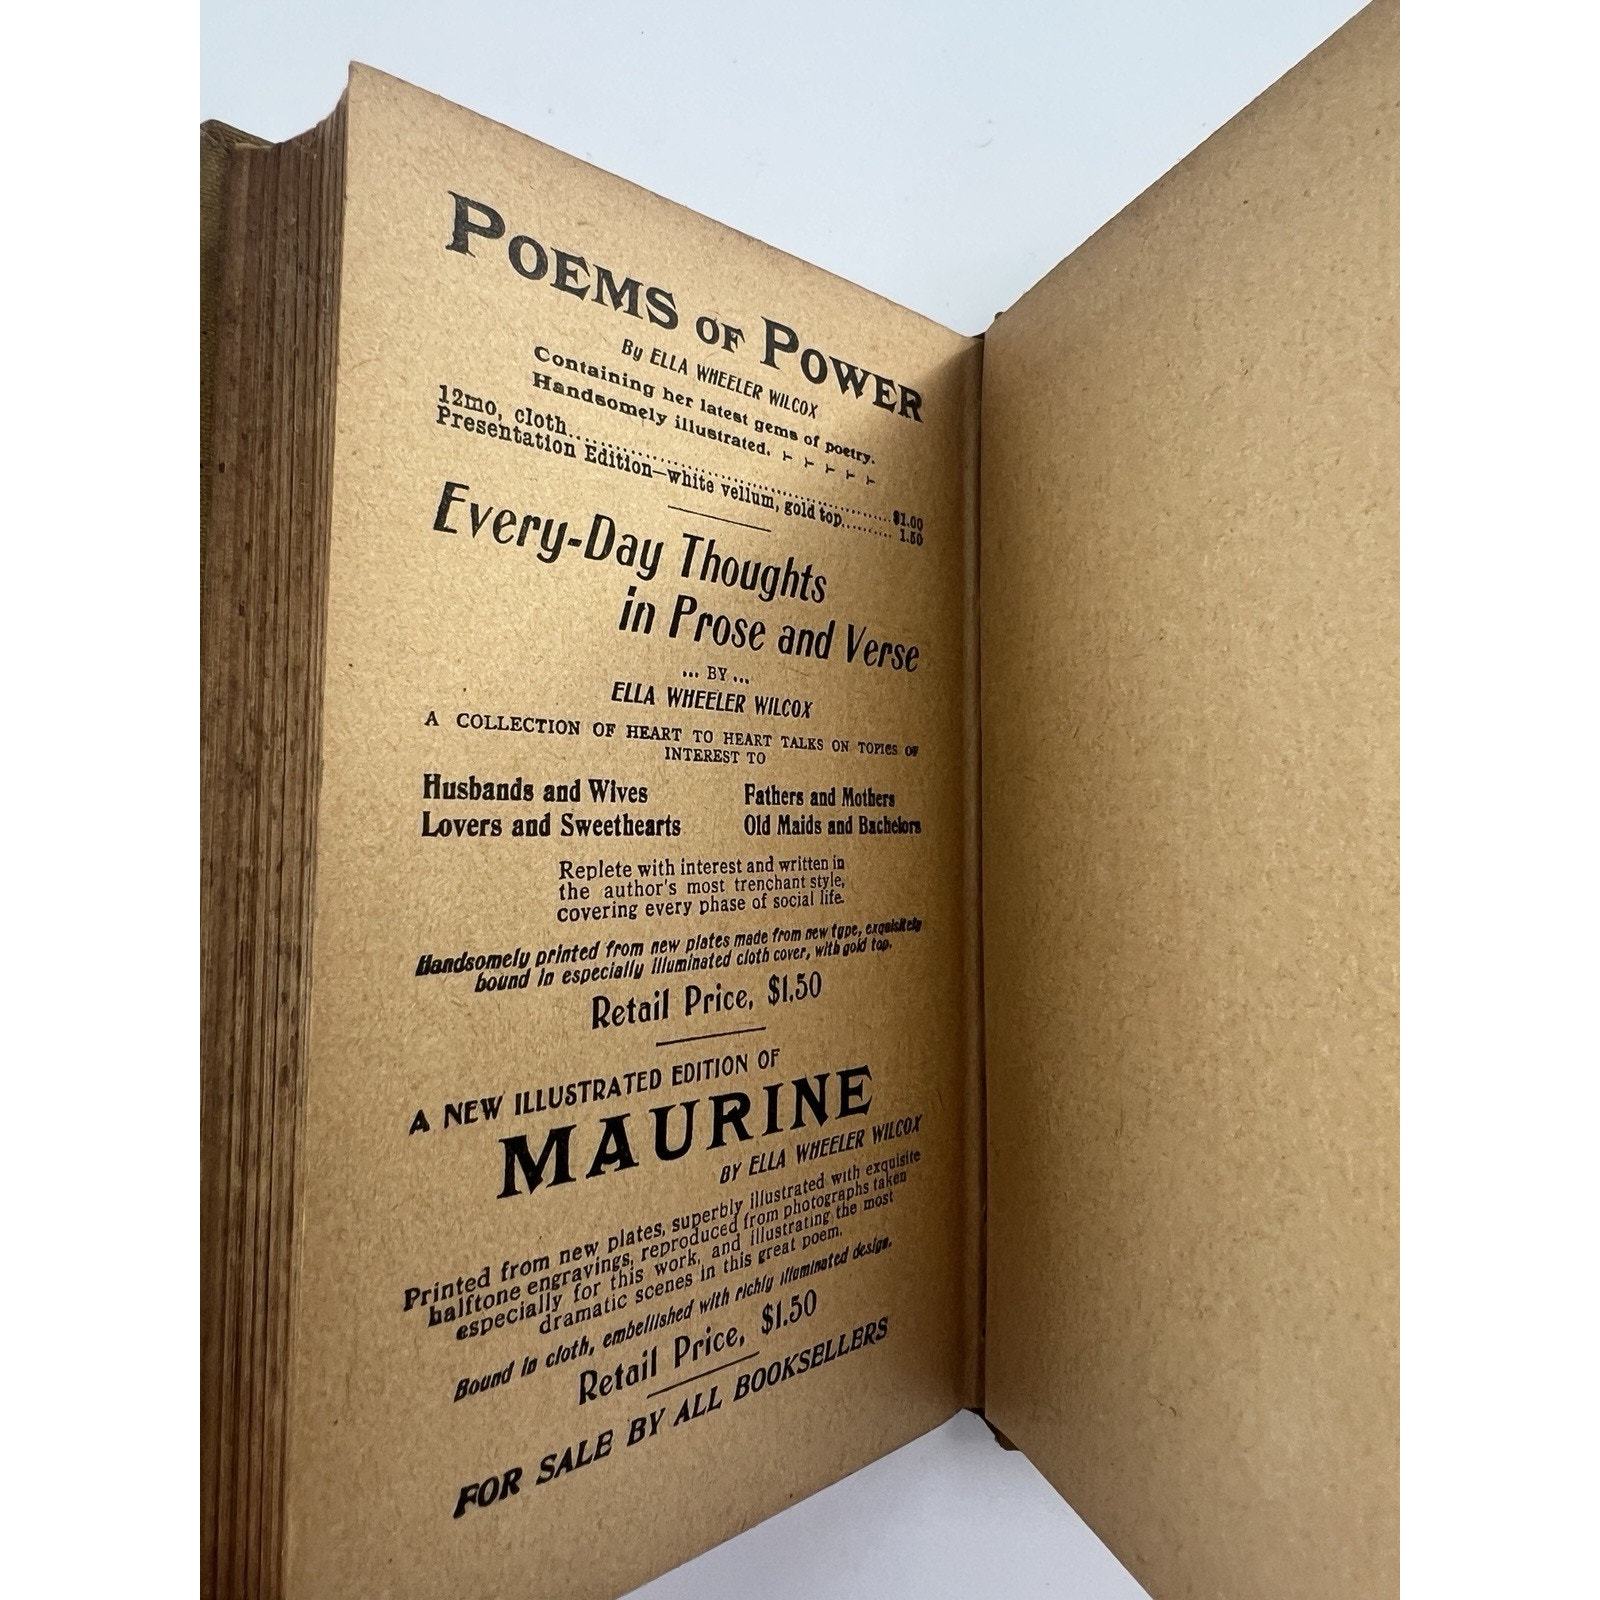 POEMS OF POWER
By ELLA WHEELER WILCOX
Containing her latest gems of poetry.
Handsomely illustrated.
12mo, cloth........................................$1.00
Presentation Edition—white vellum, gold top.......... 1.50
Every-Day Thoughts
in Prose and Verse
... BY ...
ELLA WHEELER WILCOX
A COLLECTION OF HEART TO HEART TALKS ON TOPICS OF
INTEREST TO
Husbands and Wives Fathers and Mothers
Lovers and Sweethearts Old Maids and Bachelors
Replete with interest and written in
the author's most trenchant style,
covering every phase of social life.
Handsomely printed from new plates made from new type, exquisitely
bound in especially illuminated cloth cover, with gold top.
Retail Price, $1.50
A NEW ILLUSTRATED EDITION OF
MAURINE
BY ELLA WHEELER WILCOX
Printed from new plates, superbly illustrated with exquisite
halftone engravings, reproduced from photographs taken
especially for this work, and illustrating the most
dramatic scenes in this great poem.
Bound in cloth, embellished with richly illuminated design.
Retail Price, $1.50
FOR SALE BY ALL BOOKSELLERS